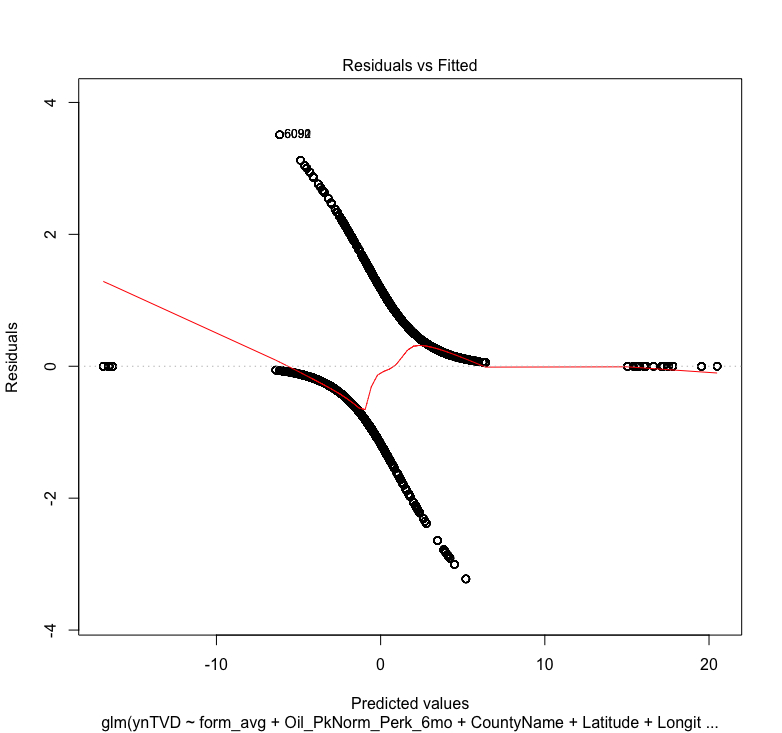 Residuals vs Fitted
4
2
0
-2
-4
Residuals
-10
0
10
20
Predicted values
glm(ynTVD ~ form_avg + Oil_PkNorm_Perk_6mo + CountyName + Latitude + Longit ...